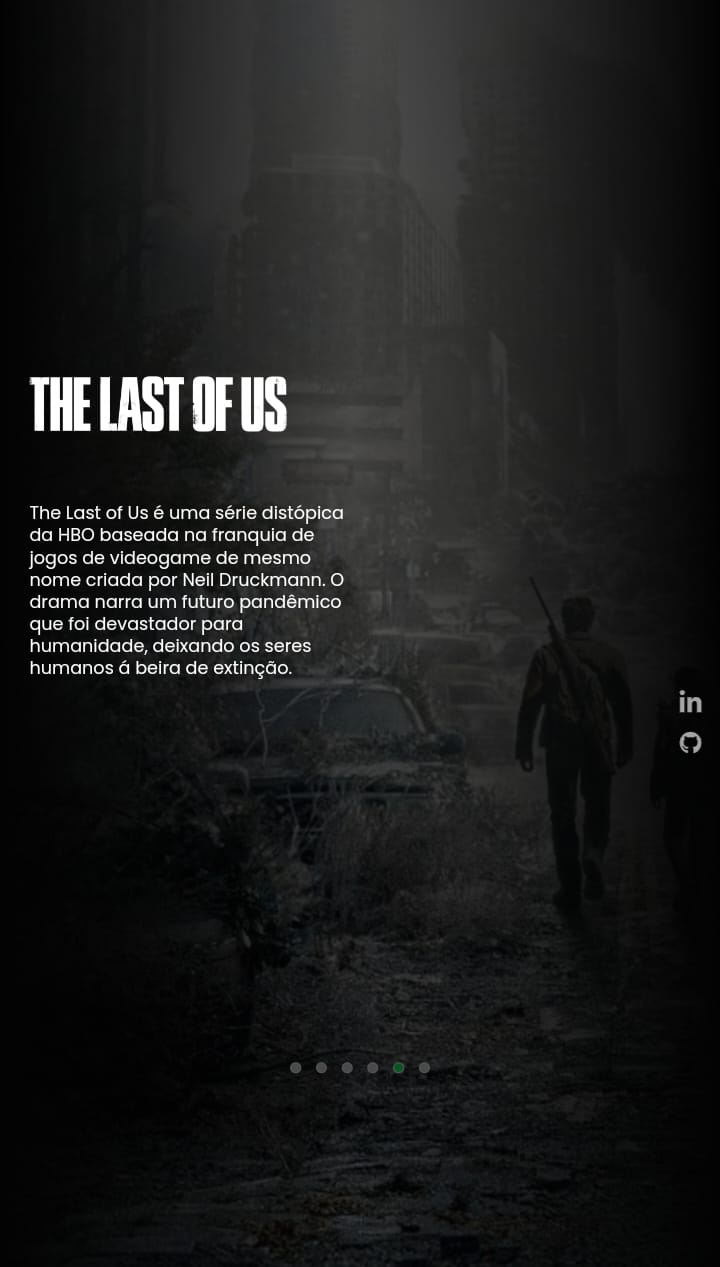 THE LAST OF US
The Last of Us é uma série distópica
da HBO baseada na franquia de
jogos de videogame de mesmo
nome criada por Neil Druckmann. O
drama narra um futuro pandêmico
que foi devastador para
humanidade, deixando os seres
humanos á beira de extinção.
in